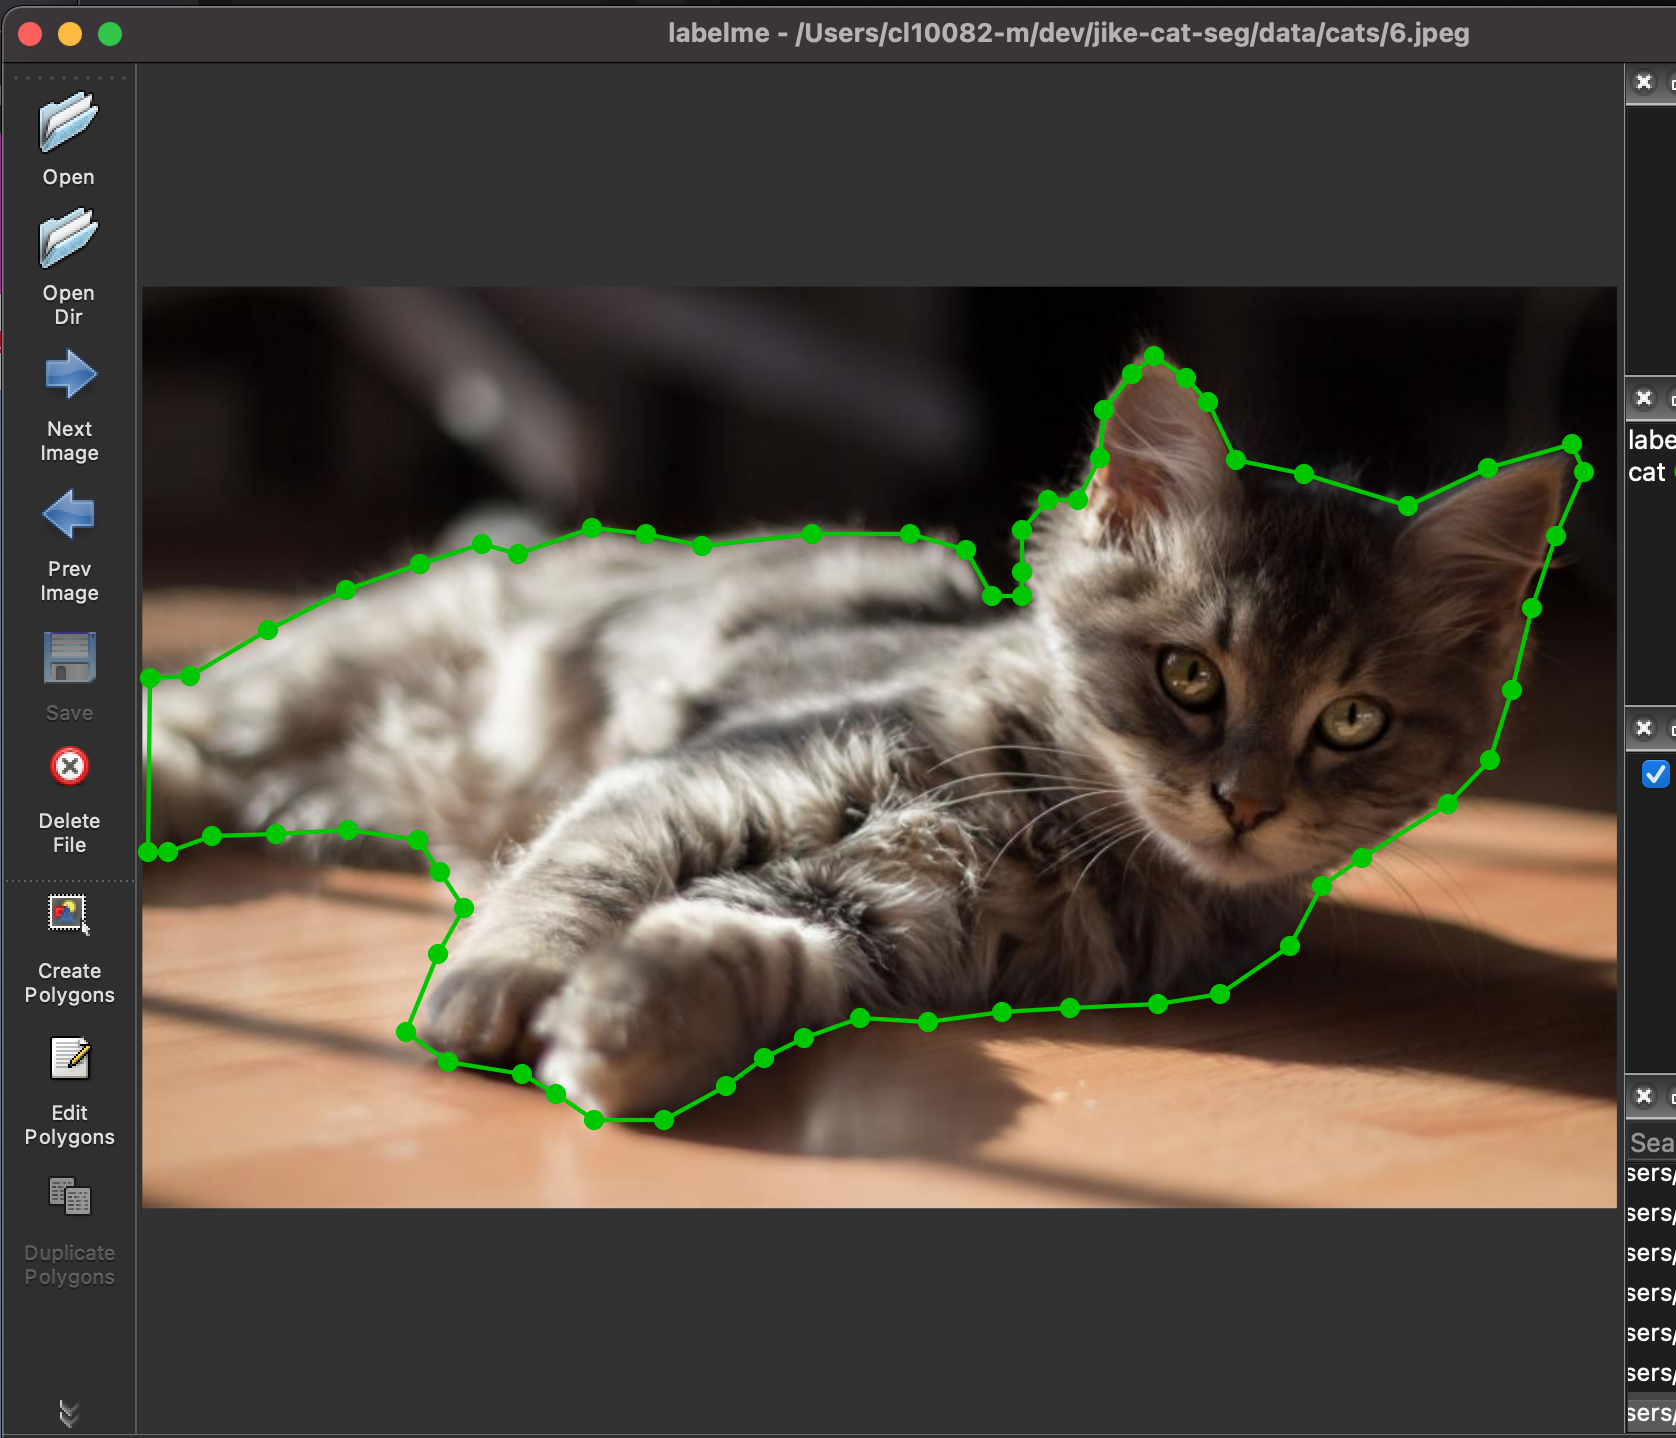 labelme - /Users/cl10082-m/dev/jike-cat-seg/data/cats/6.jpeg
Open
Open
Dir
Next
Image
Prev
Image
Save
Delete
File
Create
Polygons
Edit
Polygons
Duplicate
Polygons
labe
cat
Sea
sers/
sers/
sers/
sers/
sers/
sers/
sers/